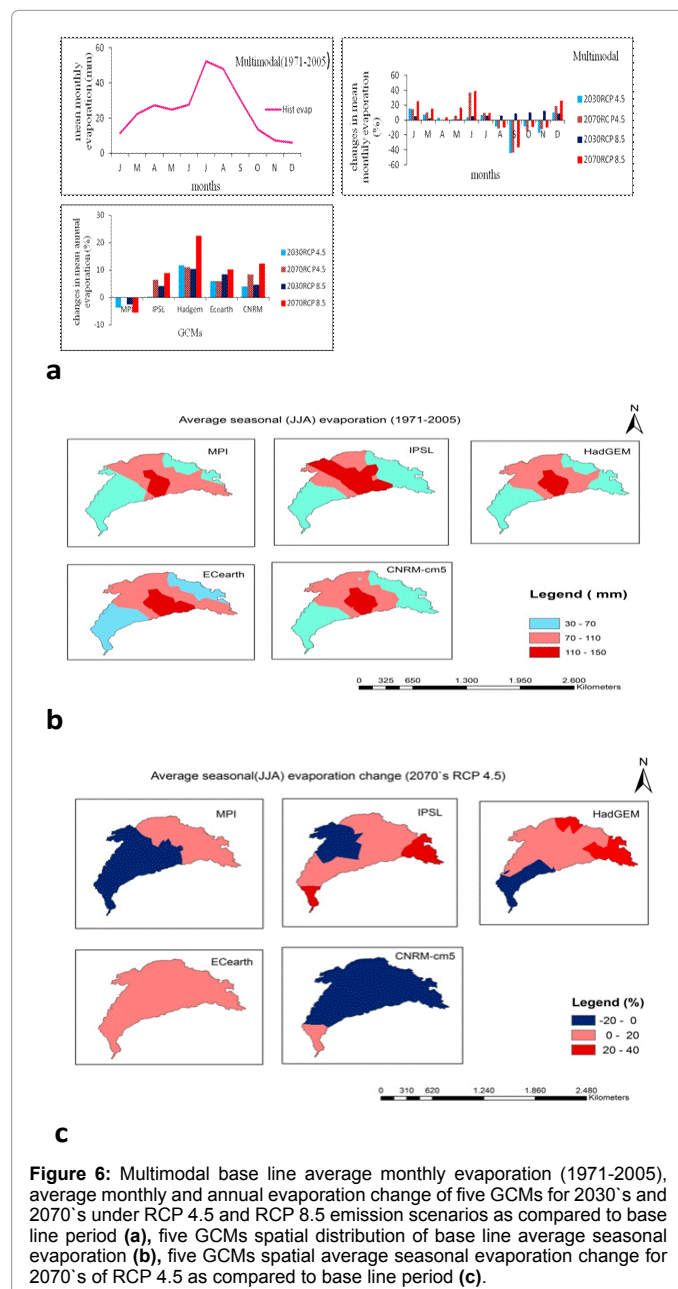 Multimodal(1971-2005)
mean monthly
evaporation (mm)
60
40
20
0
Hist evap
J M A M J J A S O N D
months
Multimodal
changes in mean
monthly evaporation
(%)
40
30
20
10
0
-20
-40
-60
J M A M J J A S O N D
2030RCP 4.5
2070RCP 4.5
2030RCP 8.5
2070RCP 8.5
months
changes in mean annual
evaporation (%)
30
20
10
0
-10
MPI IPSL Hadgem Ecearth CNRM
2030RCP 4.5
2070RCP4.5
2030RCP 8.5
2070RCP 8.5
GCMs
a
Average seasonal (JJA) evaporation (1971-2005)
N
MPI
IPSL
HadGEM
ECearth
CNRM-cm5
Legend ( mm)
30 - 70
70 - 110
110 - 150
0 325 650 1.300 1.950 2.600
Kilometers
b
Average seasonal(JJA) evaporation change (2070`s RCP 4.5)
N
MPI
IPSL
HadGEM
ECearth
CNRM-cm5
Legend (%)
-20 - 0
0 - 20
20 - 40
0 310 620 1.240 1.860 2.480
Kilometers
c
Figure 6: Multimodal base line average monthly evaporation (1971-2005),
average monthly and annual evaporation change of five GCMs for 2030`s and
2070`s under RCP 4.5 and RCP 8.5 emission scenarios as compared to base
line period (a), five GCMs spatial distribution of base line average seasonal
evaporation (b), five GCMs spatial average seasonal evaporation change for
2070`s of RCP 4.5 as compared to base line period (c).